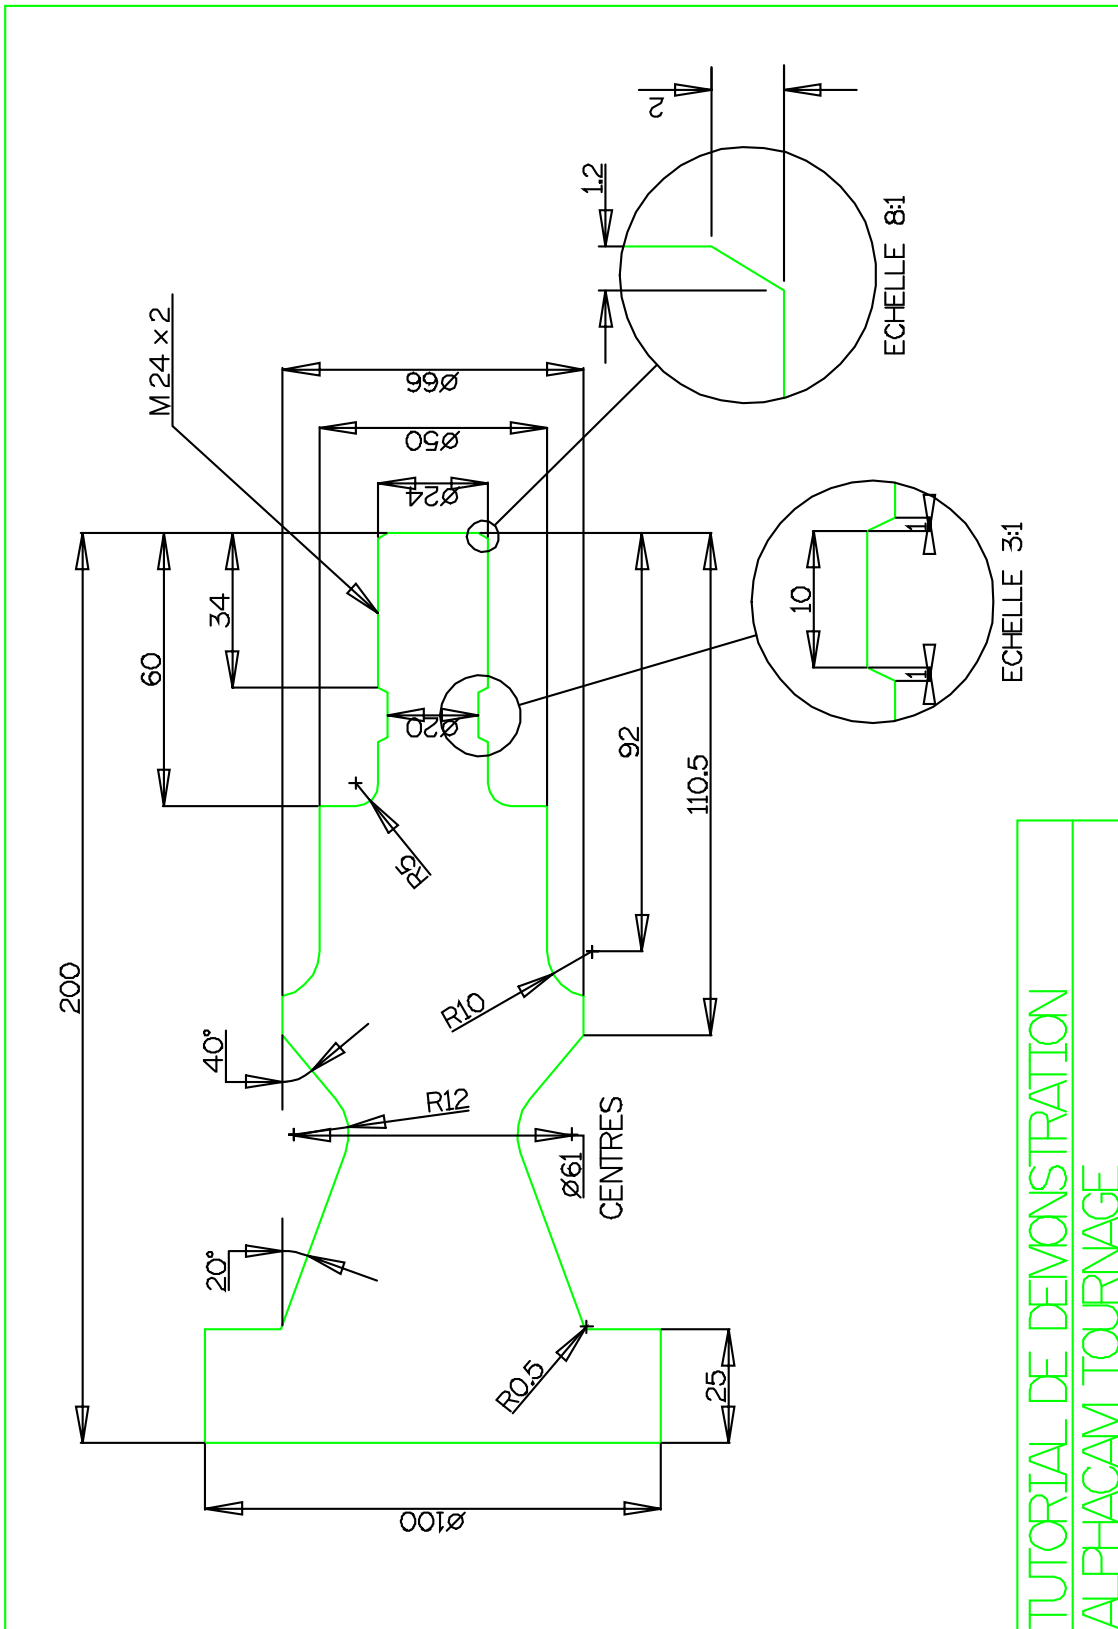 2
1.2
ECHELLE 8:1
M 24 × 2
Ø66
Ø50
Ø24
Ø20
200
60
34
R5
92
110.5
10
1
1
ECHELLE 3:1
R10
40°
R12
Ø61
CENTRES
20°
R0.5
25
Ø100
TUTORIAL DE DEMONSTRATION
ALPHACAM TOURNAGE